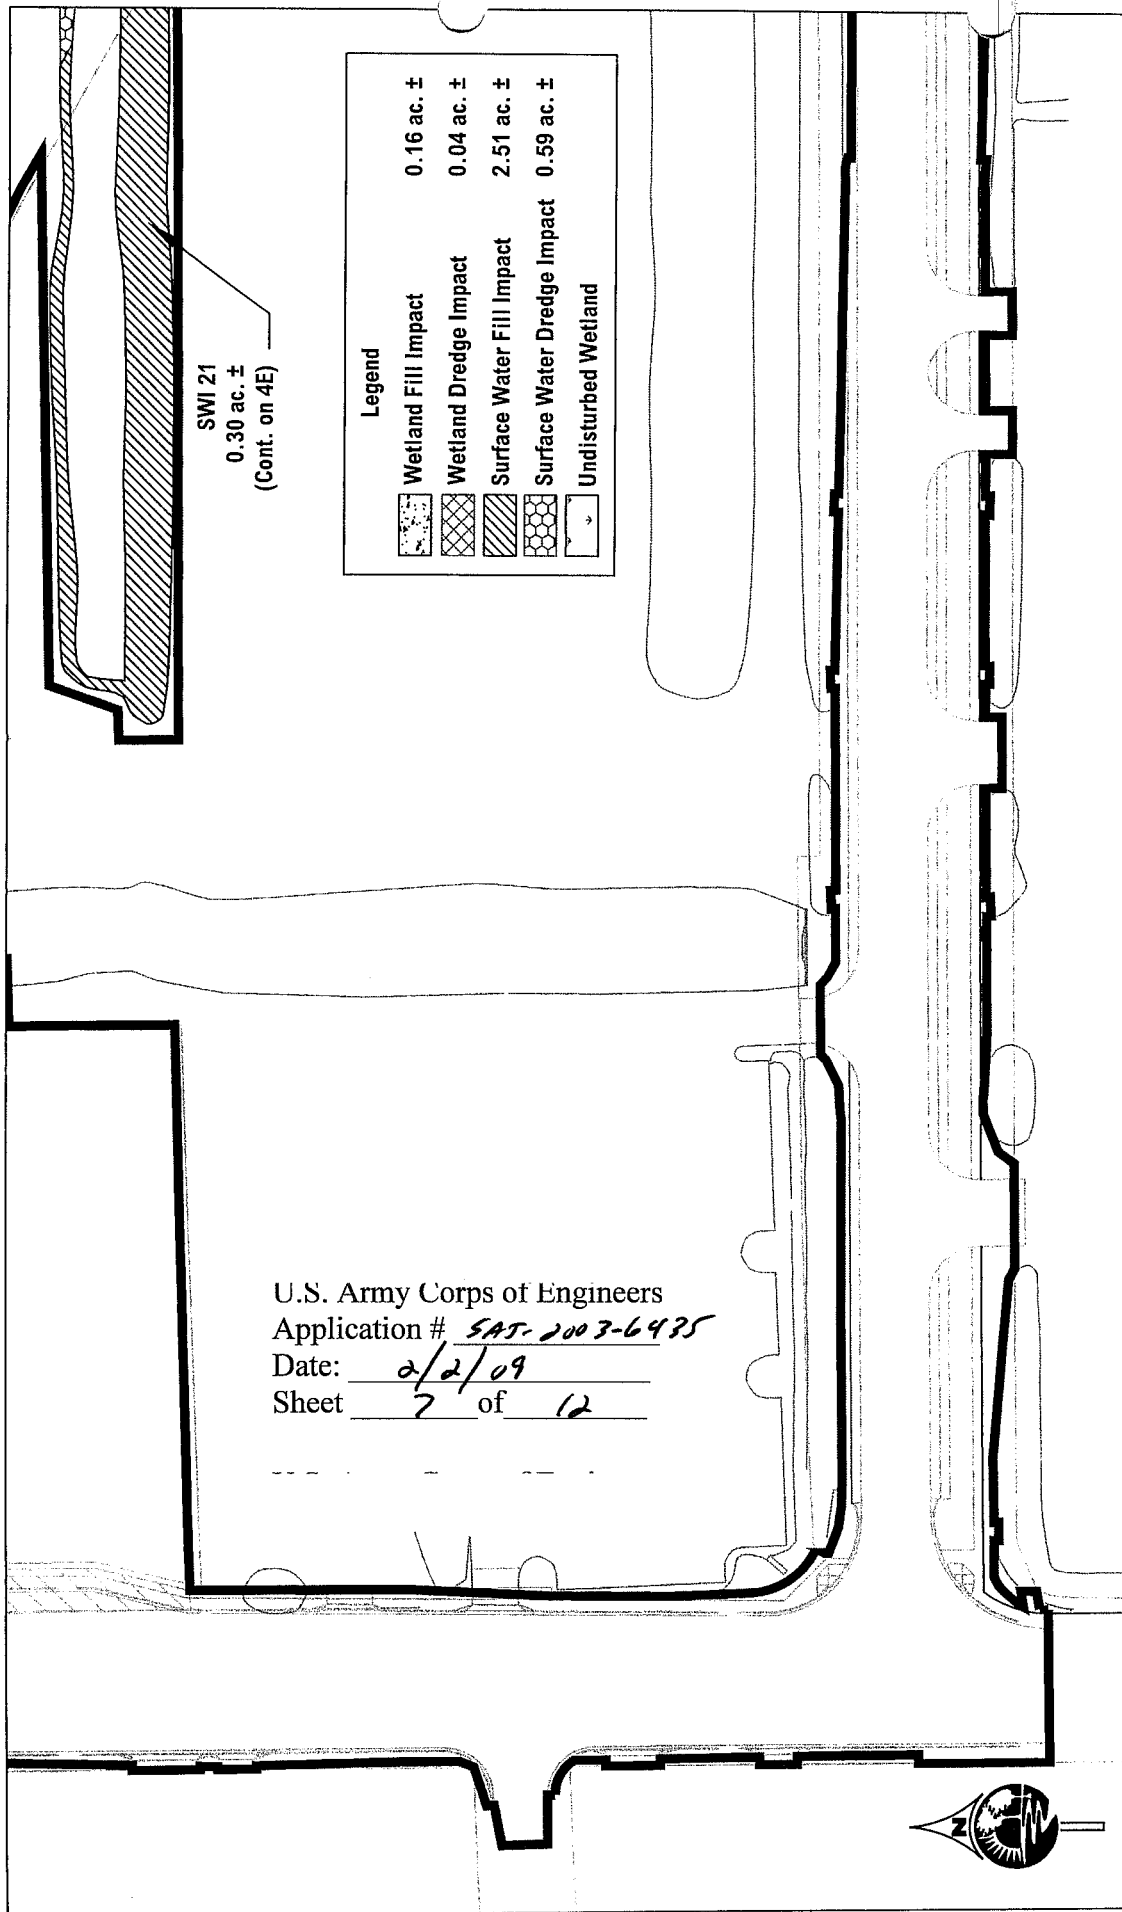 SWI 21
0.30 ac. ±
(Cont. on 4E)
Legend
Wetland Fill Impact 0.16 ac. ±
Wetland Dredge Impact 0.04 ac. ±
Surface Water Fill Impact 2.51 ac. ±
Surface Water Dredge Impact 0.59 ac. ±
Undisturbed Wetland
U.S. Army Corps of Engineers
Application # SAJ-2003-6435
Date: 2/2/09
Sheet 7 of 12
N